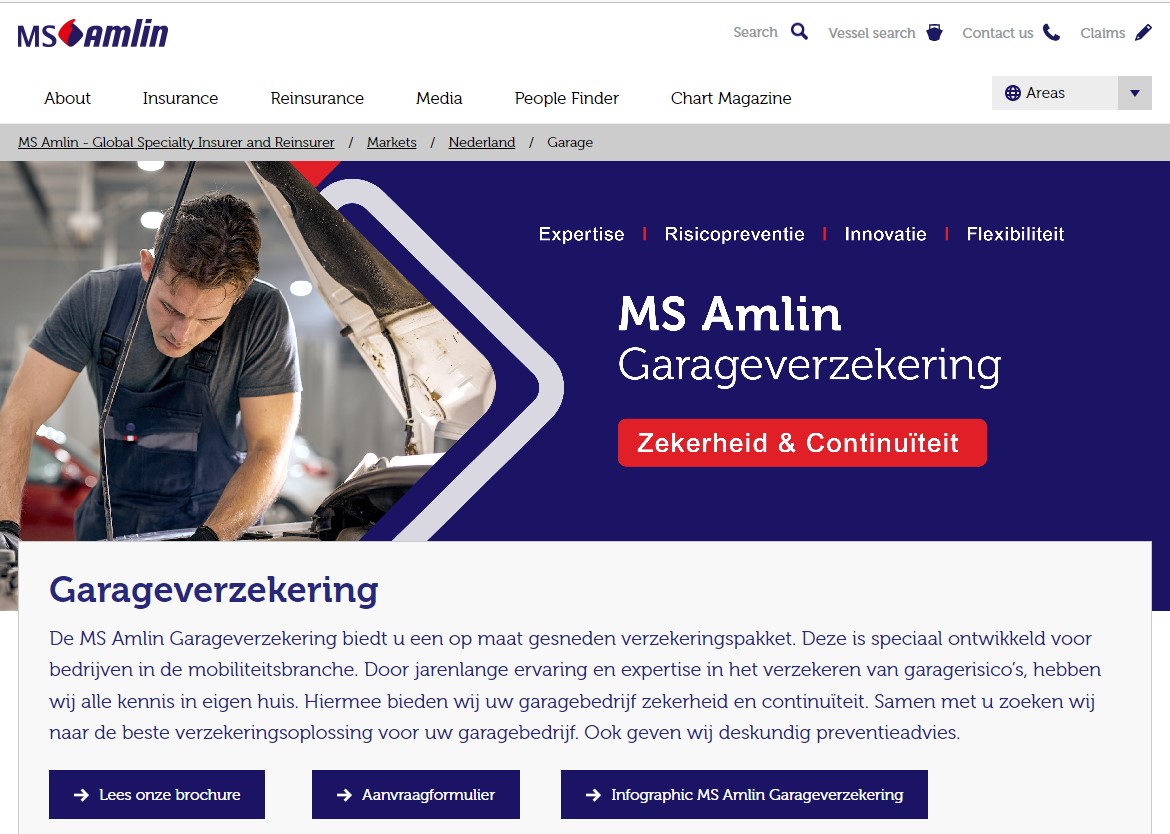 MS Amlin
Search
Vessel search
Contact us
Claims
About
Insurance
Reinsurance
Media
People Finder
Chart Magazine
Areas
MS Amlin - Global Specialty Insurer and Reinsurer / Markets / Nederland / Garage
Expertise | Risicopreventie | Innovatie | Flexibiliteit
MS Amlin
Garageverzekering
Zekerheid & Continuïteit
Garageverzekering
De MS Amlin Garageverzekering biedt u een op maat gesneden verzekeringspakket. Deze is speciaal ontwikkeld voor
bedrijven in de mobiliteitsbranche. Door jarenlange ervaring en expertise in het verzekeren van garagerisico's, hebben
wij alle kennis in eigen huis. Hiermee bieden wij uw garagebedrijf zekerheid en continuïteit. Samen met u zoeken wij
naar de beste verzekeringsoplossing voor uw garagebedrijf. Ook geven wij deskundig preventieadvies.
Lees onze brochure
Aanvraagformulier
Infographic MS Amlin Garageverzekering